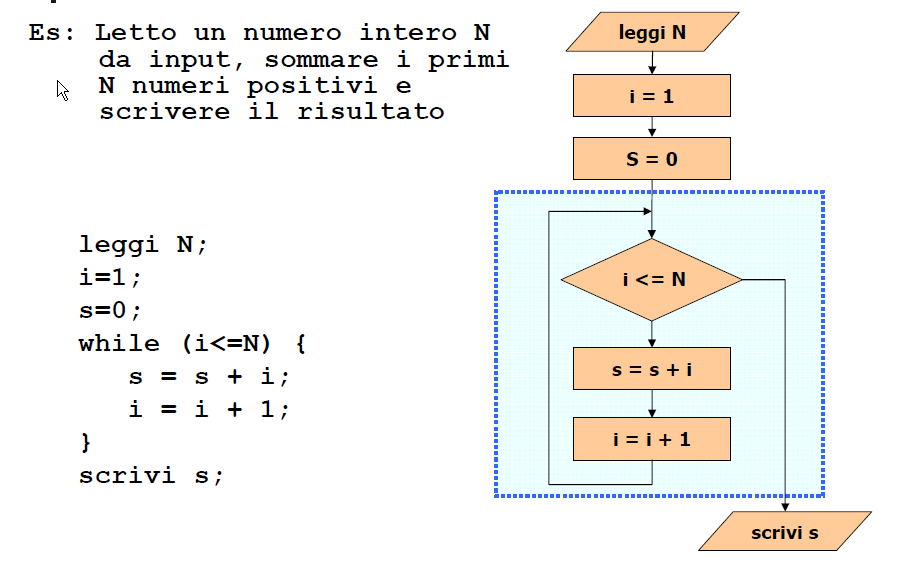 Es: Letto un numero intero N
da input, sommare i primi
N numeri positivi e
scrivere il risultato
leggi N;
i=1;
s=0;
while (i<=N) {
s = s + i;
i = i + 1;
}
scrivi s;
leggi N
i = 1
S = 0
i <= N
s = s + i
i = i + 1
scrivi s